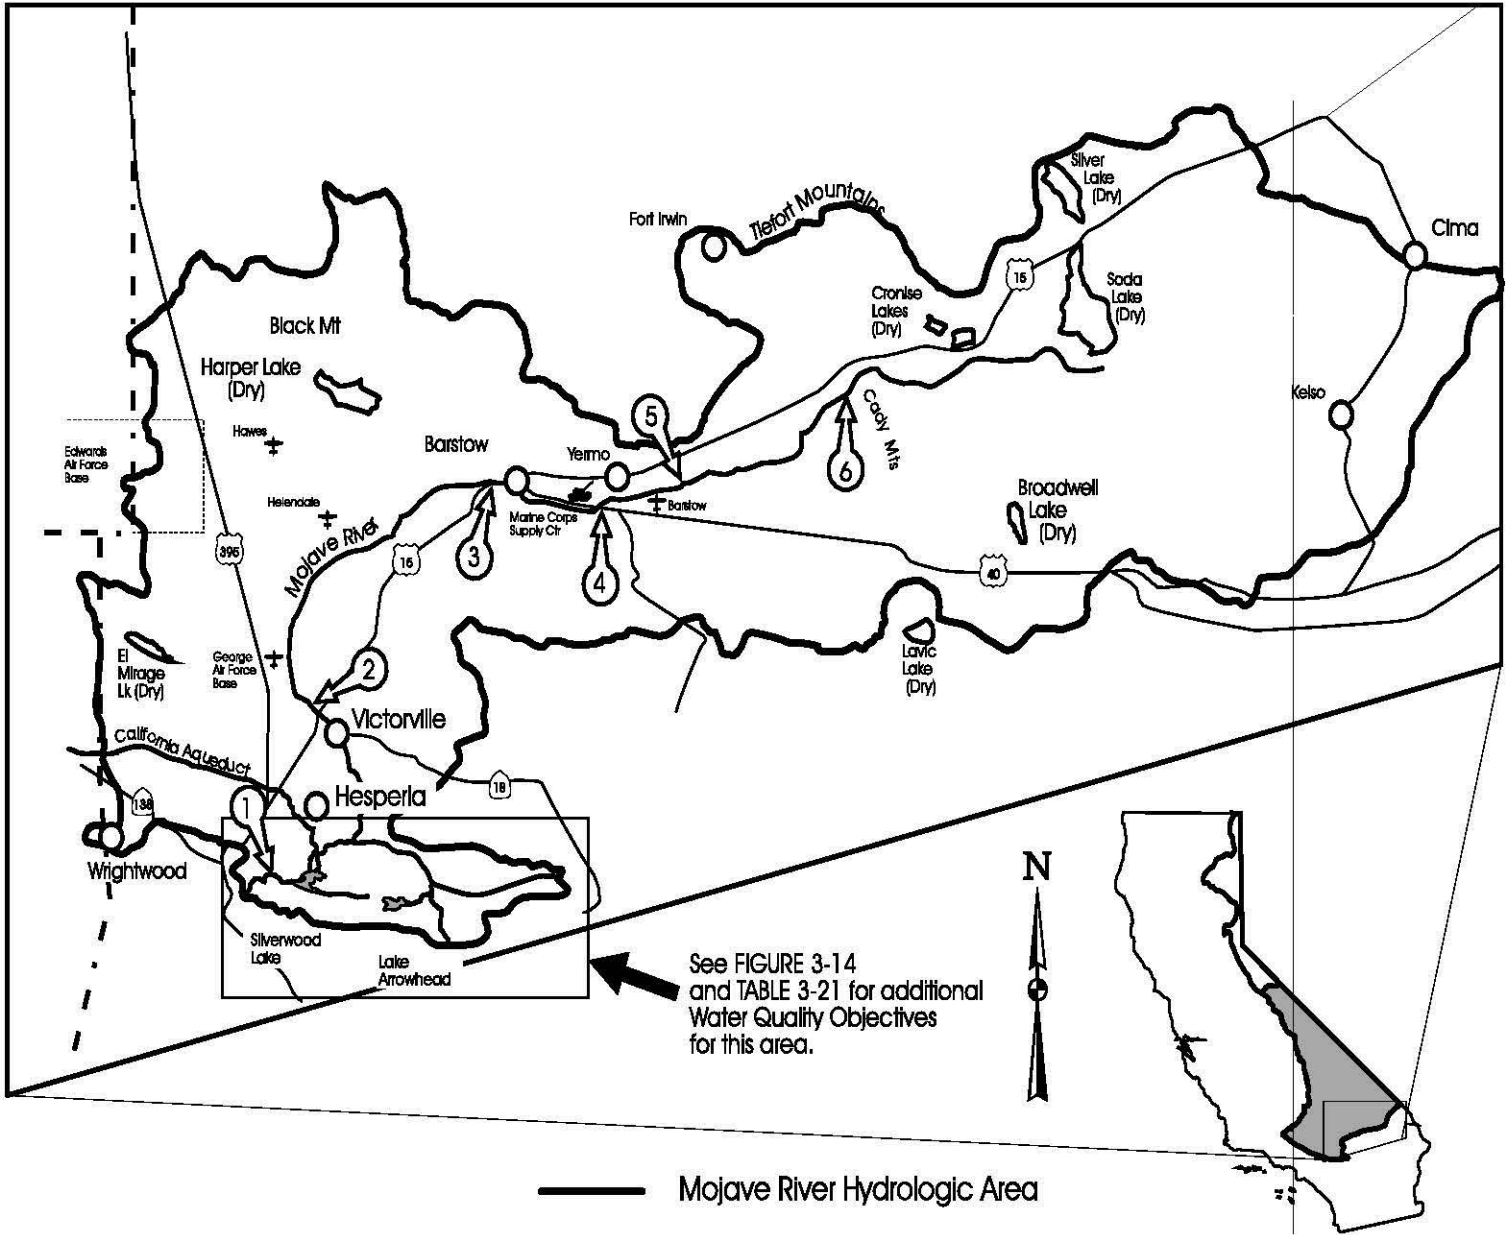 Silver
Lake
(Dry)
Tiefort Mountains
Fort Irwin
Cima
15
Soda
Lake
(Dry)
Cronise
Lakes
(Dry)
Black Mt
Harper Lake
(Dry)
Kelso
Cady Mts
5
Hawes
Barstow
Yermo
Edwards
Air Force
Base
6
Broadwell
Lake
(Dry)
Helendale
Barstow
Marine Corps
Supply Ctr
Mojave River
395
15
3
4
40
El
Mirage
Lk (Dry)
George
Air Force
Base
2
Lavic
Lake
(Dry)
Victorville
California Aqueduct
18
Hesperia
138
1
Wrightwood
N
Silverwood
Lake
Lake
Arrowhead
See FIGURE 3-14
and TABLE 3-21 for additional
Water Quality Objectives
for this area.
Mojave River Hydrologic Area